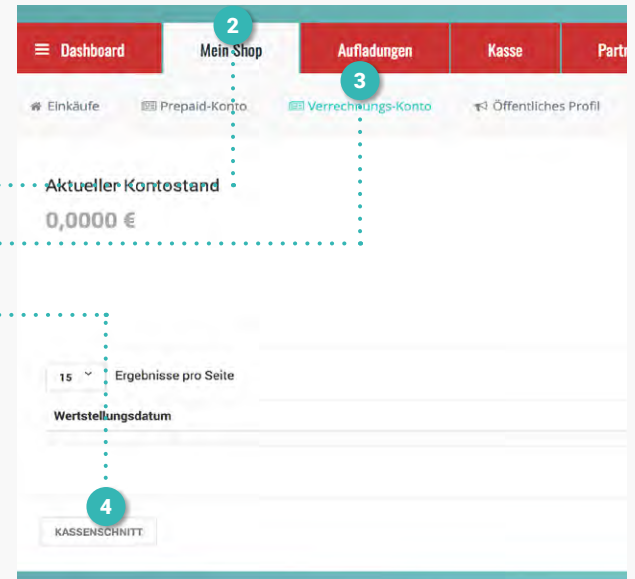 2
Dashboard Mein Shop Aufladungen Kasse Partn
3
Einkäufe Prepaid-Konto Verrechnungs-Konto Öffentliches Profil
Aktueller Kontostand
0,0000 €
15 Ergebnisse pro Seite
Wertstellungsdatum
4
KASSENSCHNITT